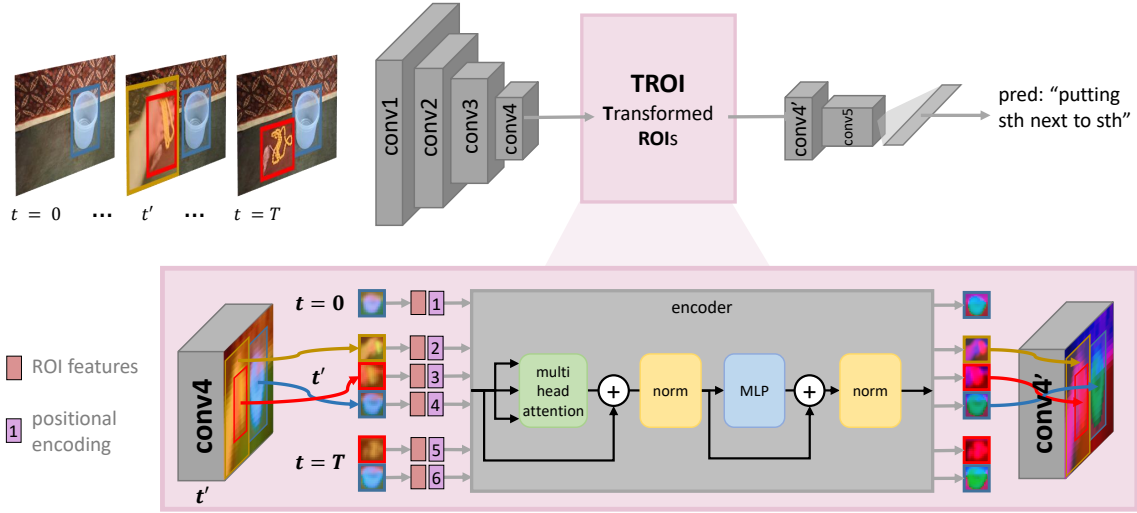 conv1
conv2
conv3
conv4
TROI
Transformed
ROIs
conv4'
conv5
pred: “putting
sth next to sth”
t = 0
...
t'
...
t = T
conv4
t'
t = 0
t'
t = T
1
2
3
4
5
6
encoder
multi
head
attention
+
norm
MLP
+
norm
conv4'
ROI features
1
positional
encoding